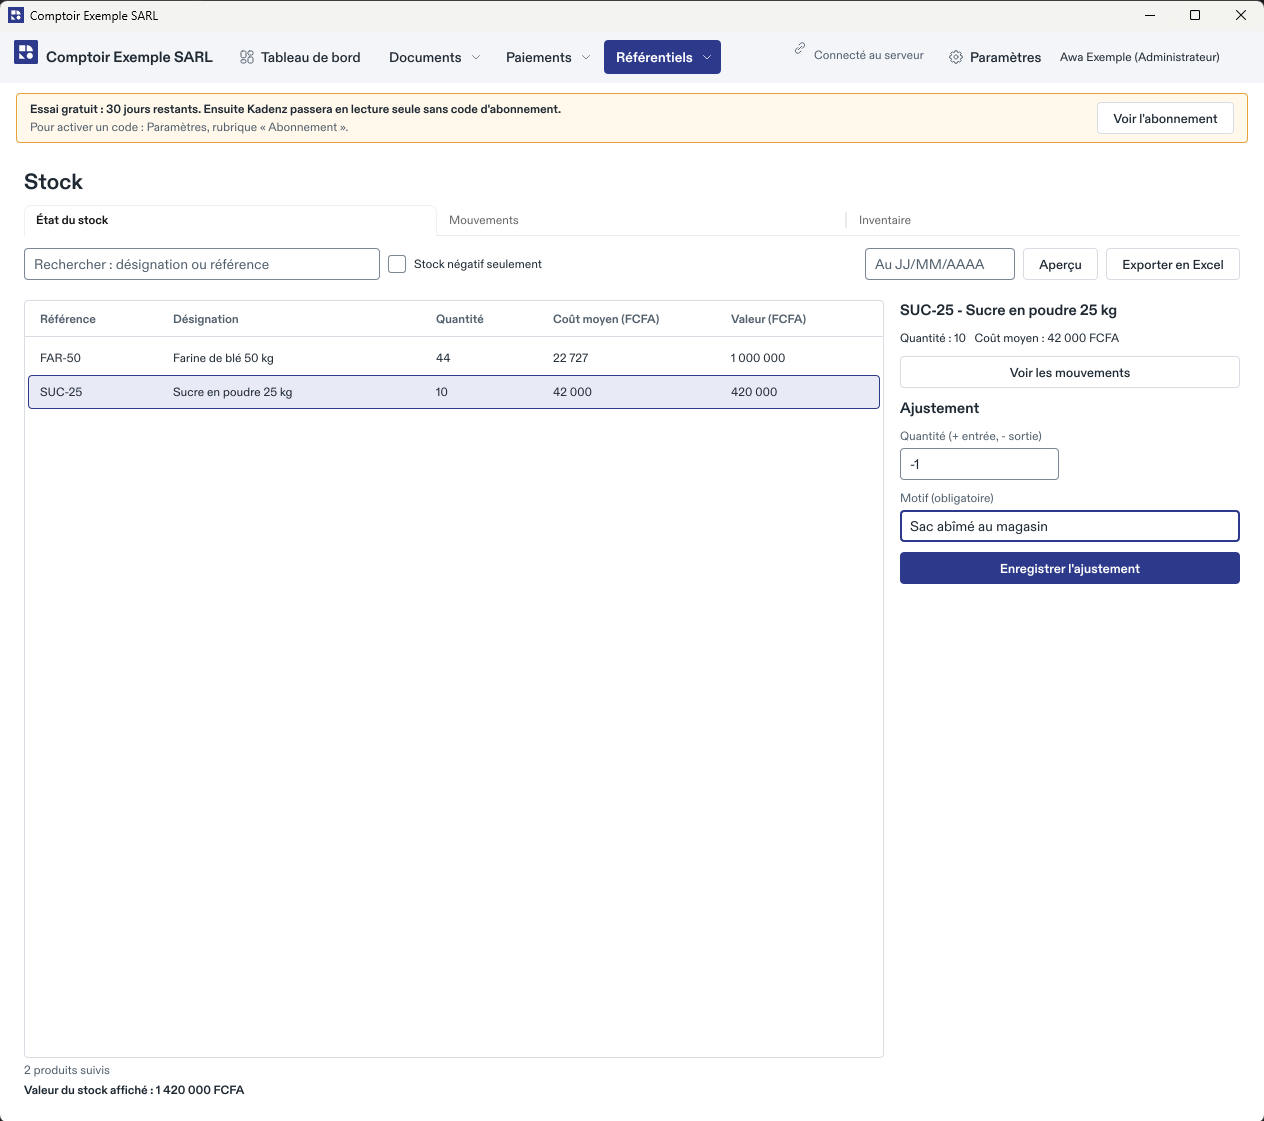 Comptoir Exemple SARL
Comptoir Exemple SARL
Tableau de bord
Documents
Paiements
Référentiels
Connecté au serveur
Paramètres
Awa Exemple (Administrateur)
Essai gratuit : 30 jours restants. Ensuite Kadenz passera en lecture seule sans code d'abonnement.
Pour activer un code : Paramètres, rubrique « Abonnement ».
Voir l'abonnement
Stock
État du stock
Mouvements
Inventaire
Rechercher : désignation ou référence
Stock négatif seulement
Au JJ/MM/AAAA
Aperçu
Exporter en Excel
Référence Désignation Quantité Coût moyen (FCFA) Valeur (FCFA)
FAR-50 Farine de blé 50 kg 44 22 727 1 000 000
SUC-25 Sucre en poudre 25 kg 10 42 000 420 000
SUC-25 - Sucre en poudre 25 kg
Quantité : 10 Coût moyen : 42 000 FCFA
Voir les mouvements
Ajustement
Quantité (+ entrée, - sortie)
-1
Motif (obligatoire)
Sac abîmé au magasin
Enregistrer l'ajustement
2 produits suivis
Valeur du stock affiché : 1 420 000 FCFA